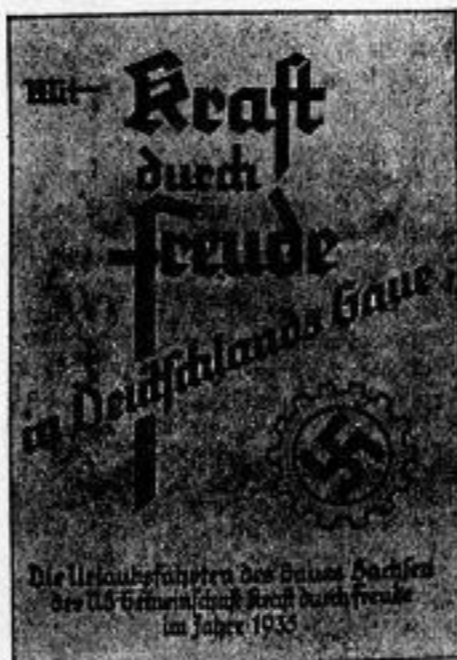 Mit
Kraft
durch
Freude
in Deutschlands Gaue
Die Urlaubsfahrten des Gaues Sachsen
der NS Gemeinschaft Kraft durch Freude
im Jahre 1935